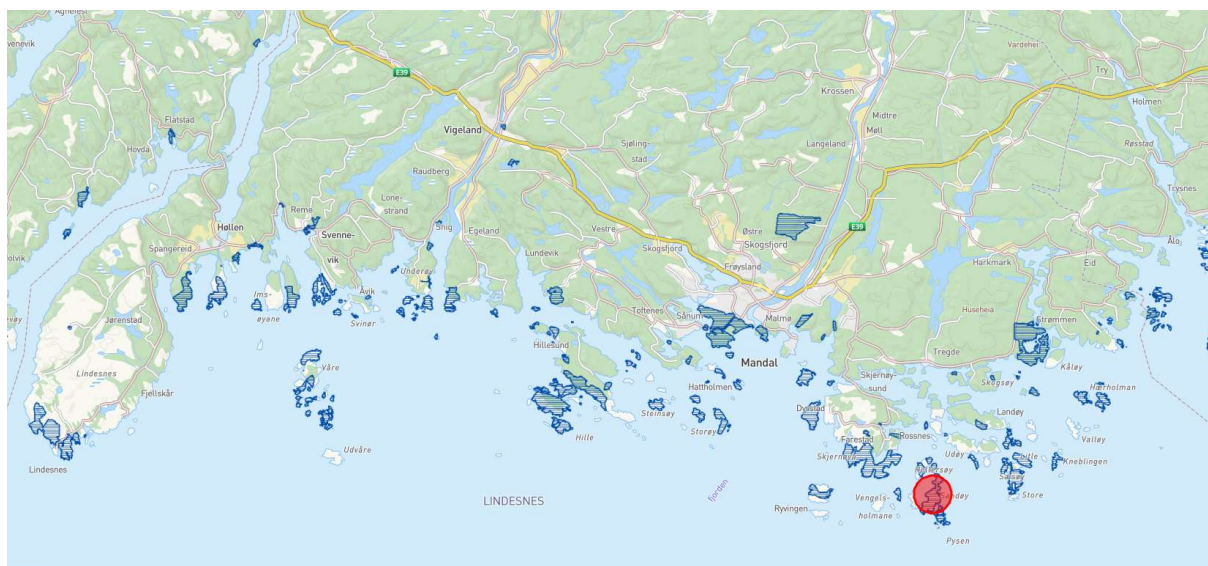 Vardehei
Try
E39
Krossen
Holmen
Flatstad
Vigeland
Midtre
Møll
Hovda
Sjøling-
stad
Langeland
Røsstad
Raudberg
Trysnes
Lone-
strand
Reme
Høllen
Snig
Egeland
Vestre
Østre
Skogsfjord
E39
Svenne-
vik
Spangereid
Lundevik
Skogsfjord
Ålo
Frøysland
Harkmark
Eid
Underøy
Ims-
øyane
Åvik
Svinør
Toftenes
Sånum
Malmø
Huseheia
Strømmen
Jørenstad
Hillesund
Mandal
Tregde
Våre
Lindesnes
Fjellskår
Hattholmen
Skjernøy-
sund
Skogsøy
Kåløy
Hærholman
Steinsøy
Dyrstad
Landøy
Storøy
Hille
Rossnes
Valløy
Farestad
Udvåre
Skjernøya
Udøy
Kneblingen
Lindesnes
LINDESNES
fjorden
Sandøy
Store
Ryvingen
Vengels-
holmane
Pysen